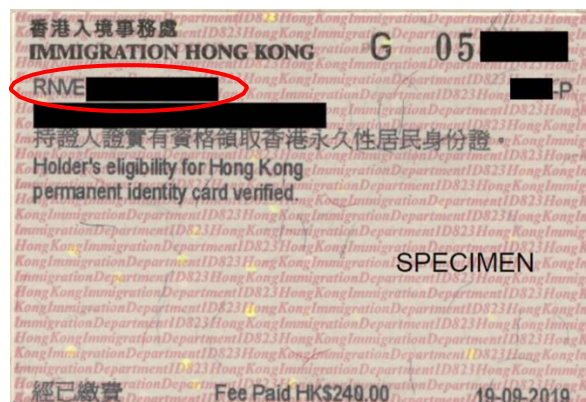 香港入境事務處
IMMIGRATION HONG KONG G 05
RNVE -P
持證人證實有資格領取香港永久性居民身份證。
Holder's eligibility for Hong Kong
permanent identity card verified.
SPECIMEN
經已繳費 Fee Paid HK$240.00 19-09-2019